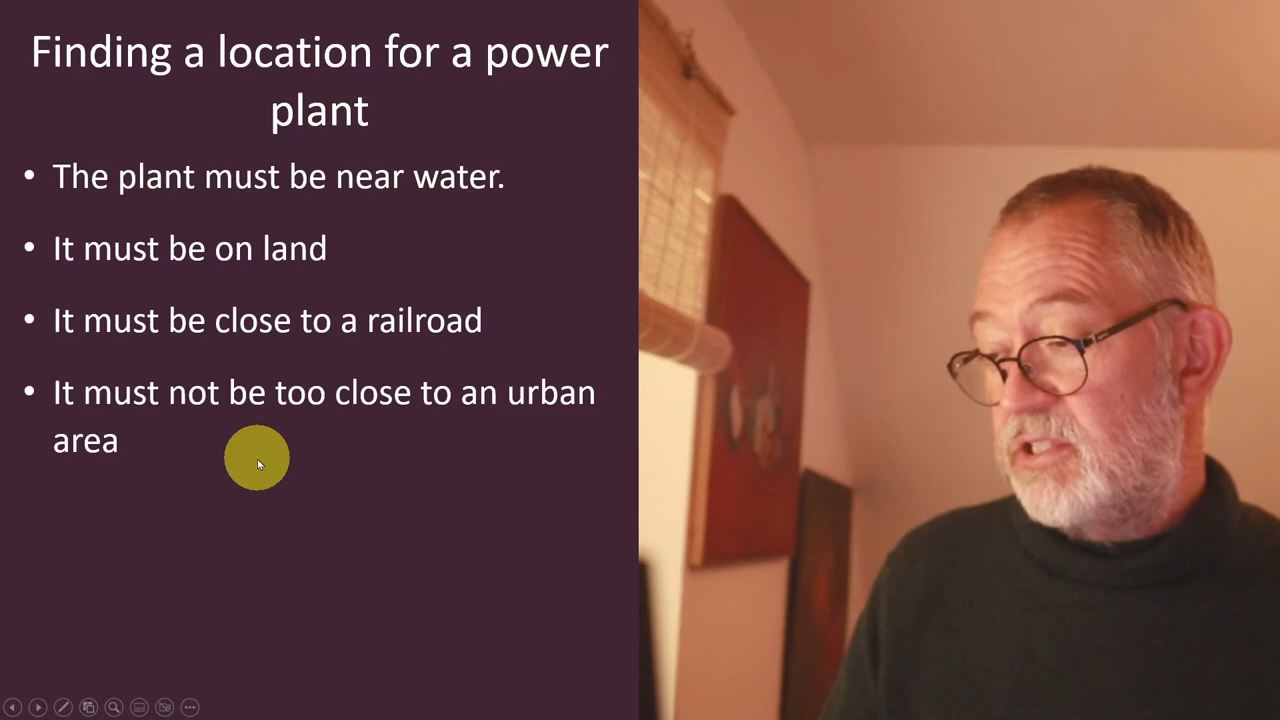 Finding a location for a power
plant
• The plant must be near water.
• It must be on land
• It must be close to a railroad
• It must not be too close to an urban
area